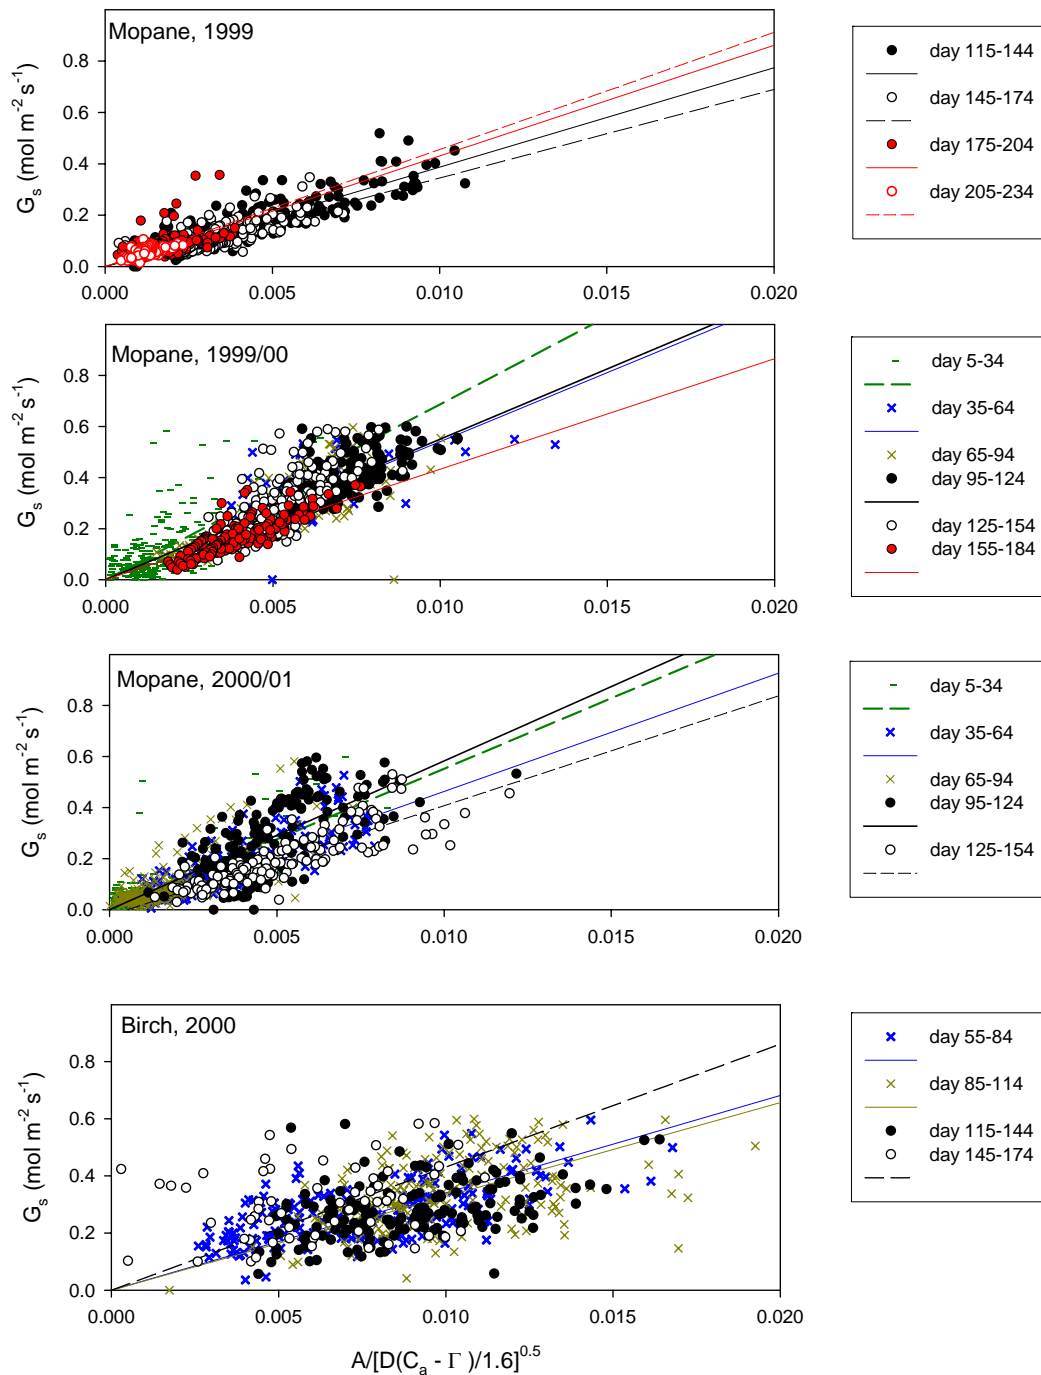 Mopane, 1999
Gs (mol m-2 s-1)
0.8
0.6
0.4
0.2
0.0
0.000 0.005 0.010 0.015 0.020
day 115-144
day 145-174
day 175-204
day 205-234
Mopane, 1999/00
Gs (mol m-2 s-1)
0.8
0.6
0.4
0.2
0.0
0.000 0.005 0.010 0.015 0.020
day 5-34
day 35-64
day 65-94
day 95-124
day 125-154
day 155-184
Mopane, 2000/01
Gs (mol m-2 s-1)
0.8
0.6
0.4
0.2
0.0
0.000 0.005 0.010 0.015 0.020
day 5-34
day 35-64
day 65-94
day 95-124
day 125-154
Birch, 2000
Gs (mol m-2 s-1)
0.8
0.6
0.4
0.2
0.0
0.000 0.005 0.010 0.015 0.020
day 55-84
day 85-114
day 115-144
day 145-174
A/[D(Ca - Γ)/1.6]0.5